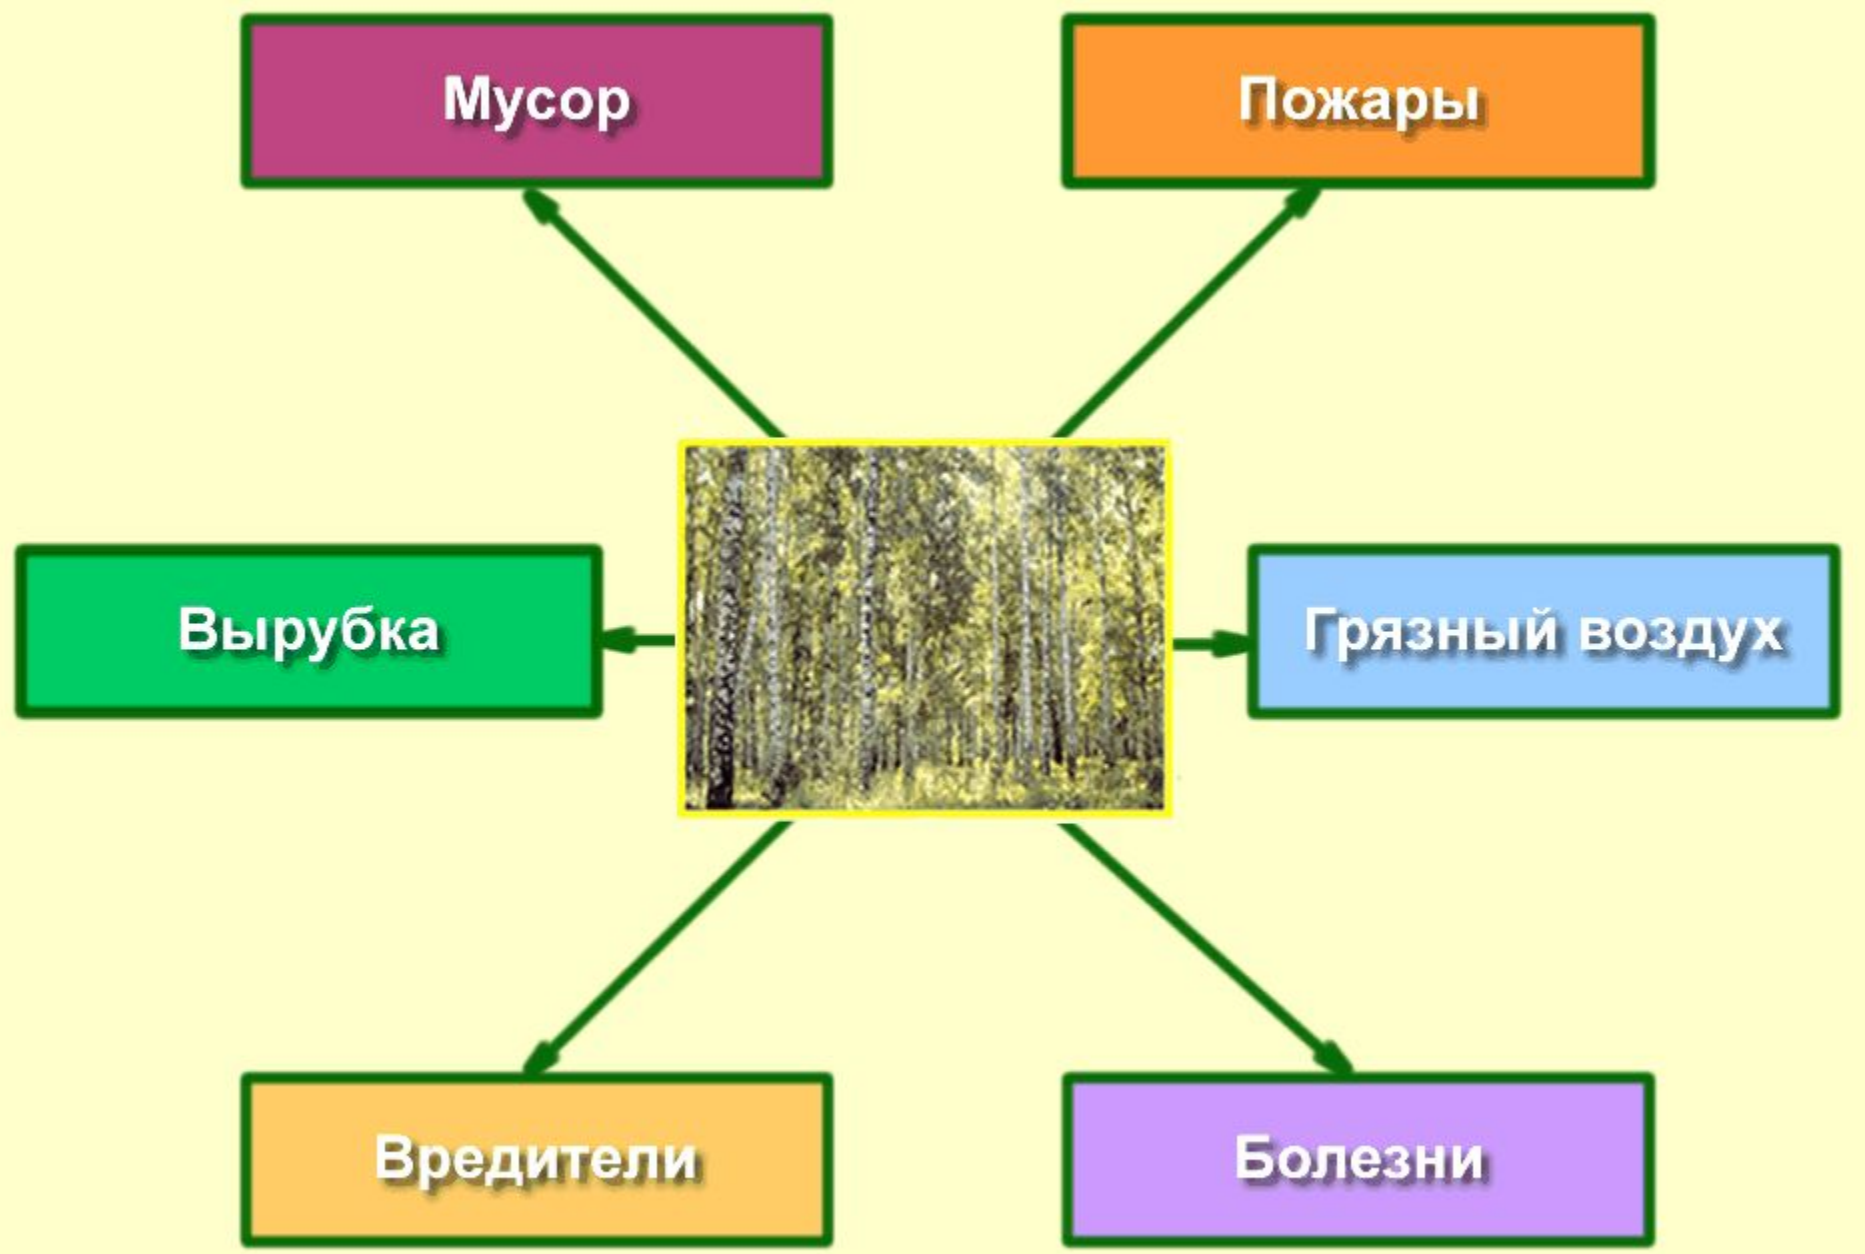 Мусор
Пожары
Вырубка
Грязный воздух
Вредители
Болезни